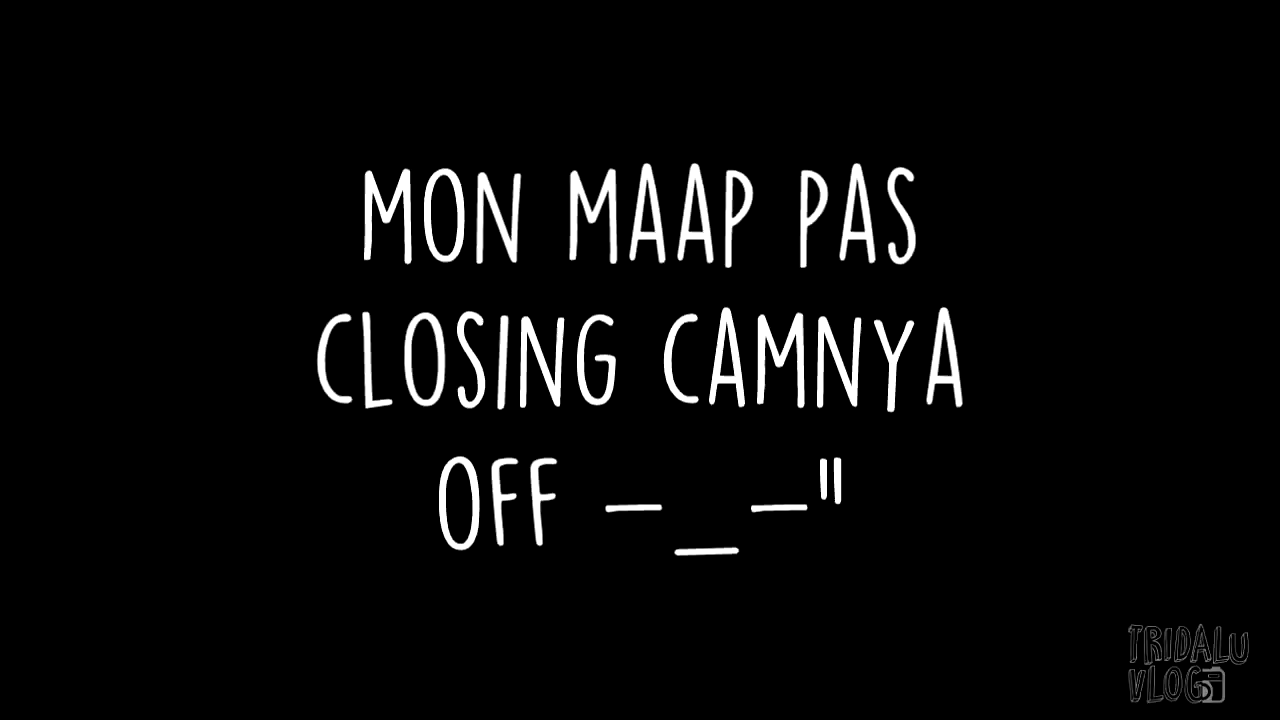 MON MAAP PAS
CLOSING CAMNYA
OFF -_-"
TRIDALU
VLOG